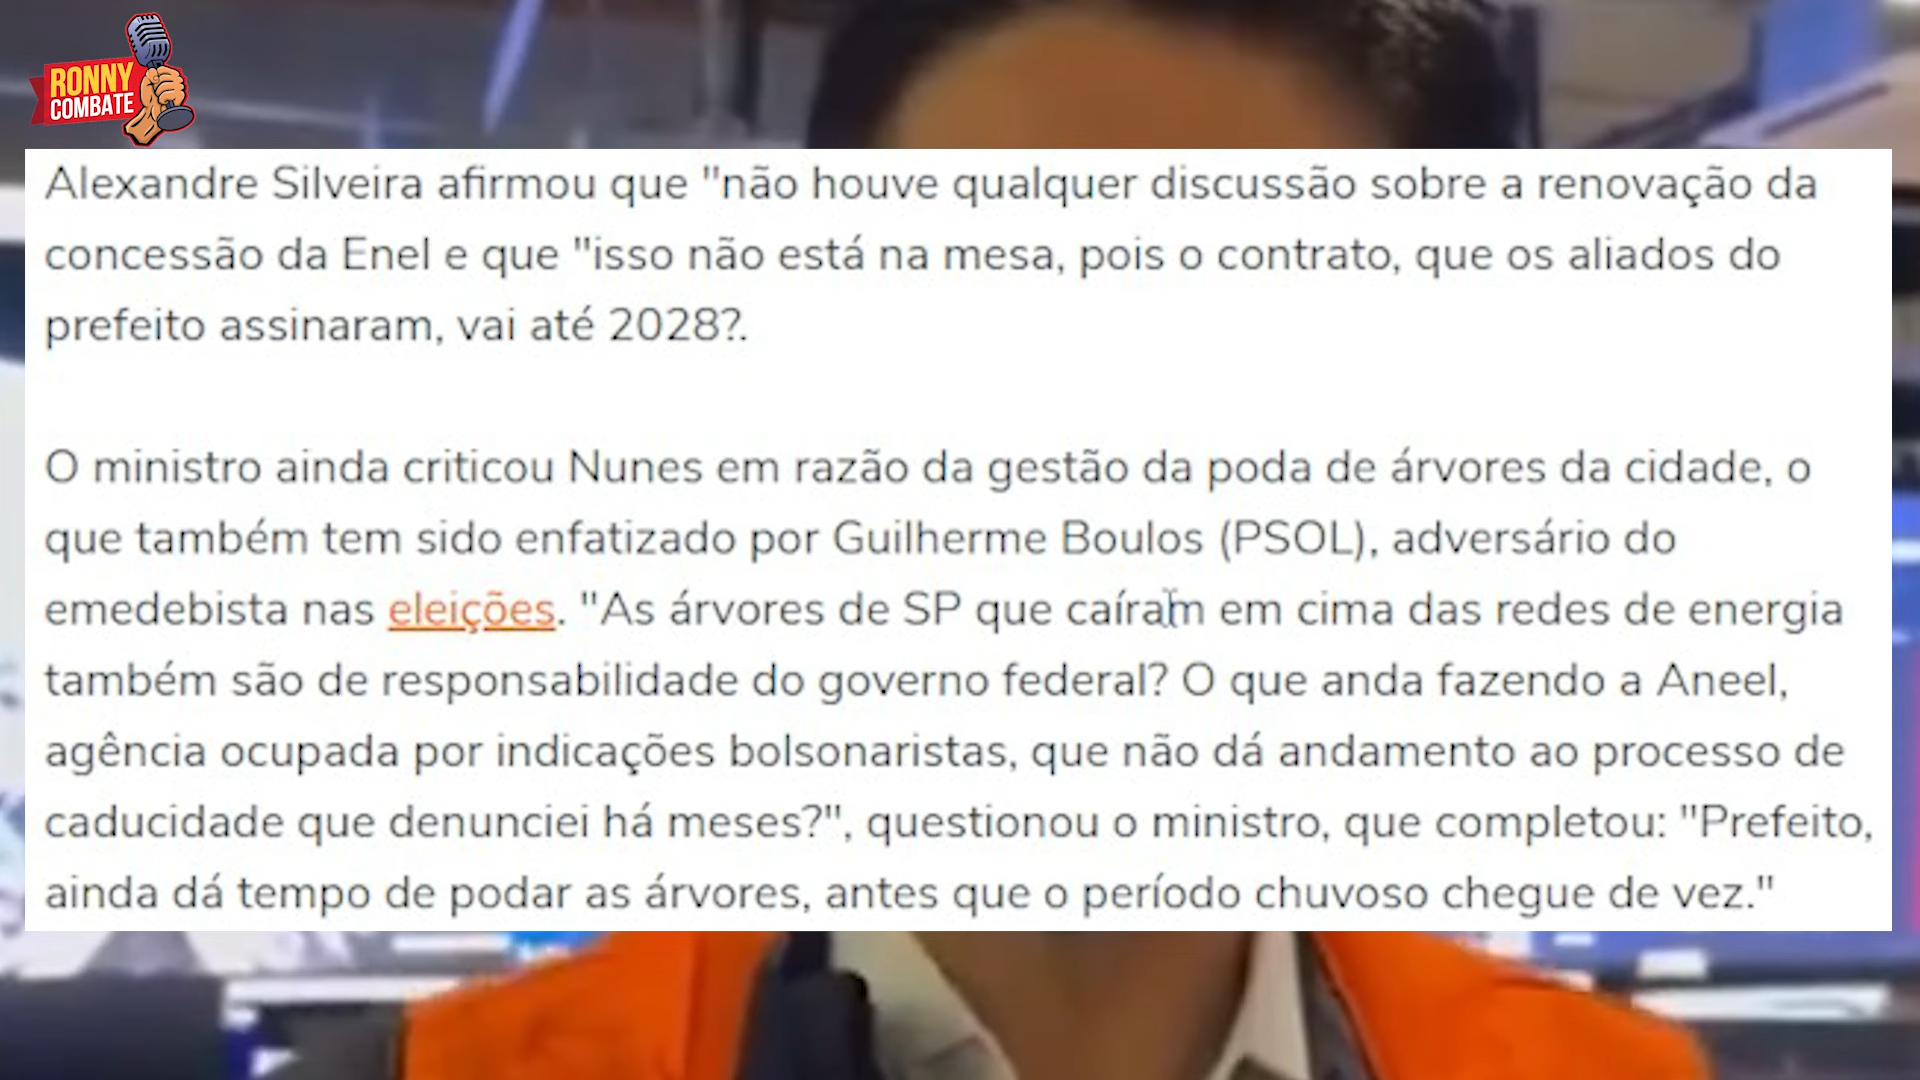 RONNY
COMBATE
Alexandre Silveira afirmou que "não houve qualquer discussão sobre a renovação da
concessão da Enel e que "isso não está na mesa, pois o contrato, que os aliados do
prefeito assinaram, vai até 2028?.
O ministro ainda criticou Nunes em razão da gestão da poda de árvores da cidade, o
que também tem sido enfatizado por Guilherme Boulos (PSOL), adversário do
emedebista nas eleições. "As árvores de SP que caíram em cima das redes de energia
também são de responsabilidade do governo federal? O que anda fazendo a Aneel,
agência ocupada por indicações bolsonaristas, que não dá andamento ao processo de
caducidade que denunciei há meses?", questionou o ministro, que completou: "Prefeito,
ainda dá tempo de podar as árvores, antes que o período chuvoso chegue de vez."